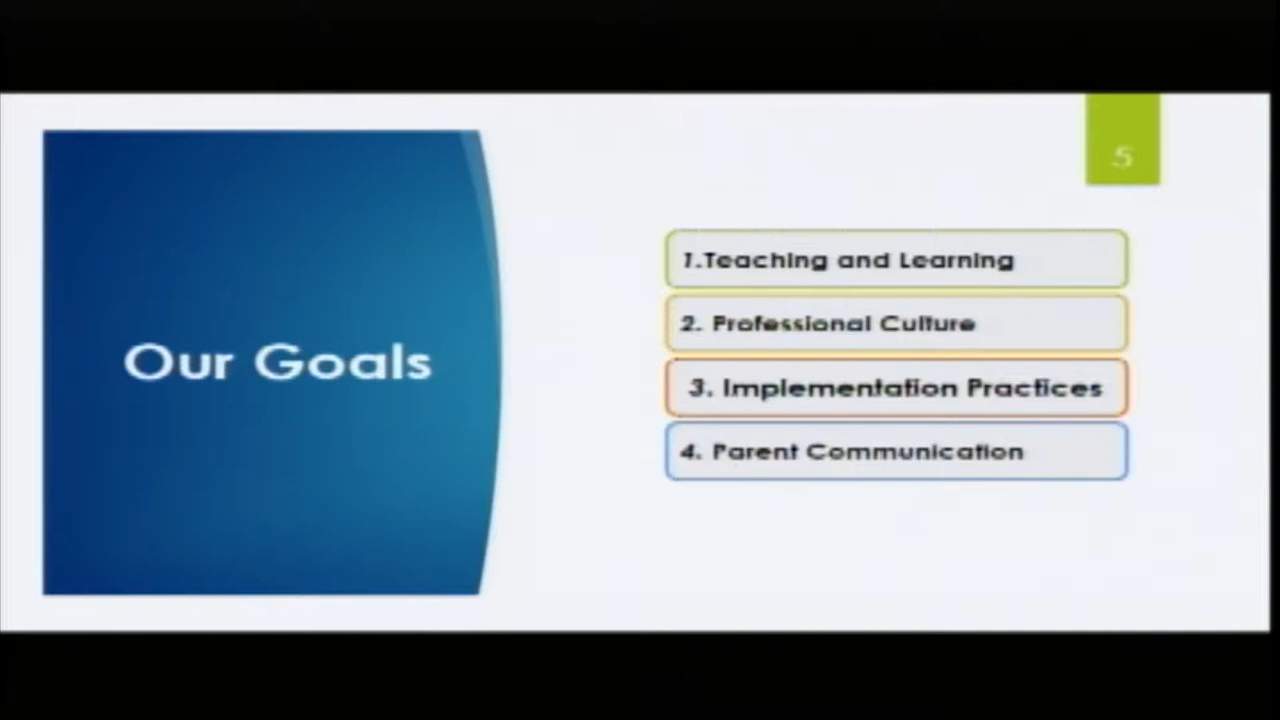 5
Our Goals
1.Teaching and Learning
2. Professional Culture
3. Implementation Practices
4. Parent Communication